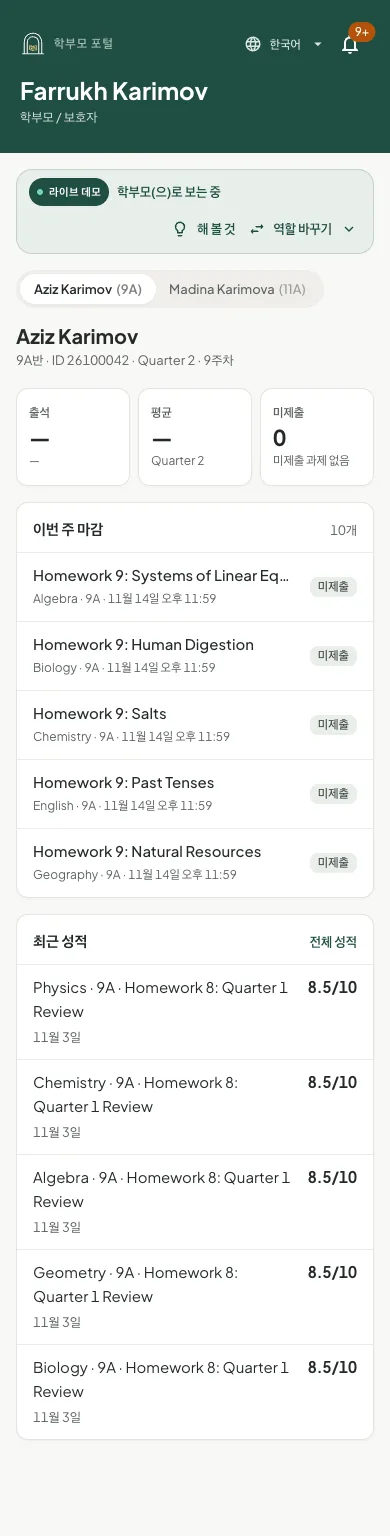 학부모 포털
한국어
9+
Farrukh Karimov
학부모 / 보호자
라이브 데모
학부모(으)로 보는 중
해 볼 것
역할 바꾸기
Aziz Karimov (9A)
Madina Karimova (11A)
Aziz Karimov
9A반 · ID 26100042 · Quarter 2 · 9주차
출석
—
—
평균
—
Quarter 2
미제출
0
미제출 과제 없음
이번 주 마감
10개
Homework 9: Systems of Linear Eq...
미제출
Algebra · 9A · 11월 14일 오후 11:59
Homework 9: Human Digestion
미제출
Biology · 9A · 11월 14일 오후 11:59
Homework 9: Salts
미제출
Chemistry · 9A · 11월 14일 오후 11:59
Homework 9: Past Tenses
미제출
English · 9A · 11월 14일 오후 11:59
Homework 9: Natural Resources
미제출
Geography · 9A · 11월 14일 오후 11:59
최근 성적
전체 성적
Physics · 9A · Homework 8: Quarter 1
Review
8.5/10
11월 3일
Chemistry · 9A · Homework 8:
Quarter 1 Review
8.5/10
11월 3일
Algebra · 9A · Homework 8: Quarter 1
Review
8.5/10
11월 3일
Geometry · 9A · Homework 8:
Quarter 1 Review
8.5/10
11월 3일
Biology · 9A · Homework 8: Quarter 1
Review
8.5/10
11월 3일